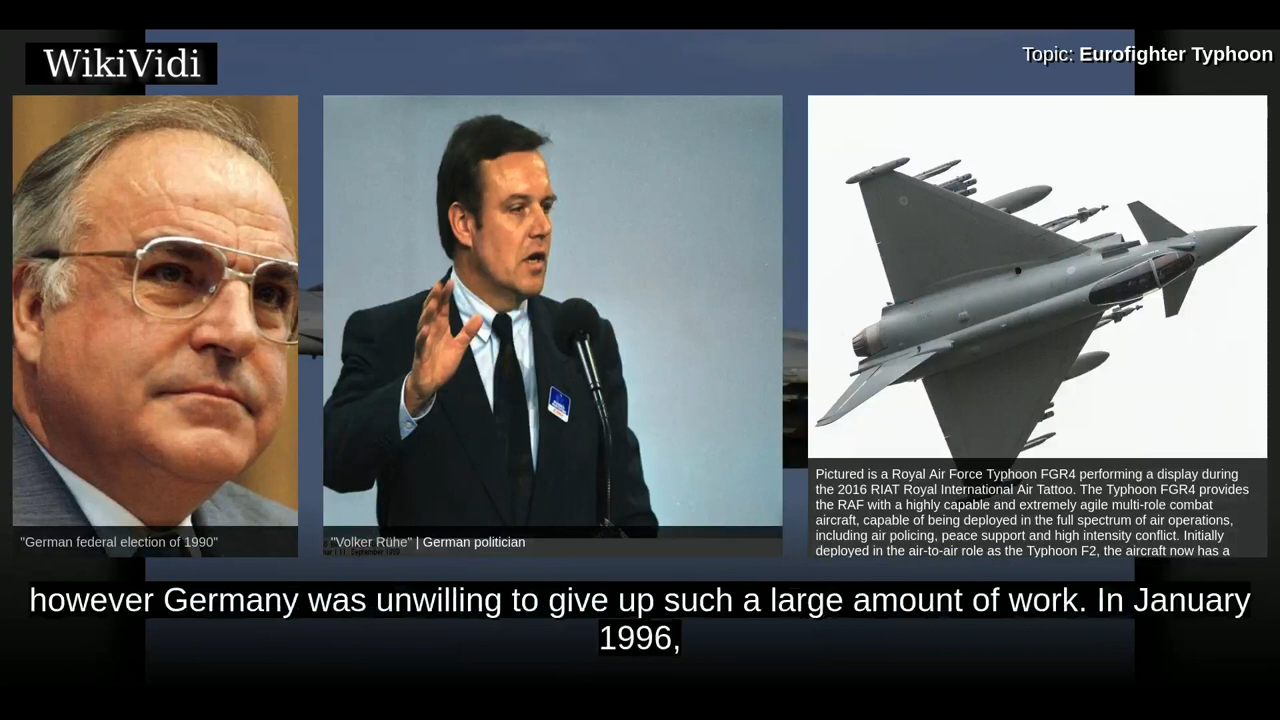 WikiVidi
Topic: Eurofighter Typhoon
"German federal election of 1990"
"Volker Rühe" | German politician
Pictured is a Royal Air Force Typhoon FGR4 performing a display during
the 2016 RIAT Royal International Air Tattoo. The Typhoon FGR4 provides
the RAF with a highly capable and extremely agile multi-role combat
aircraft, capable of being deployed in the full spectrum of air operations,
including air policing, peace support and high intensity conflict. Initially
deployed in the air-to-air role as the Typhoon F2, the aircraft now has a
however Germany was unwilling to give up such a large amount of work. In January
1996,